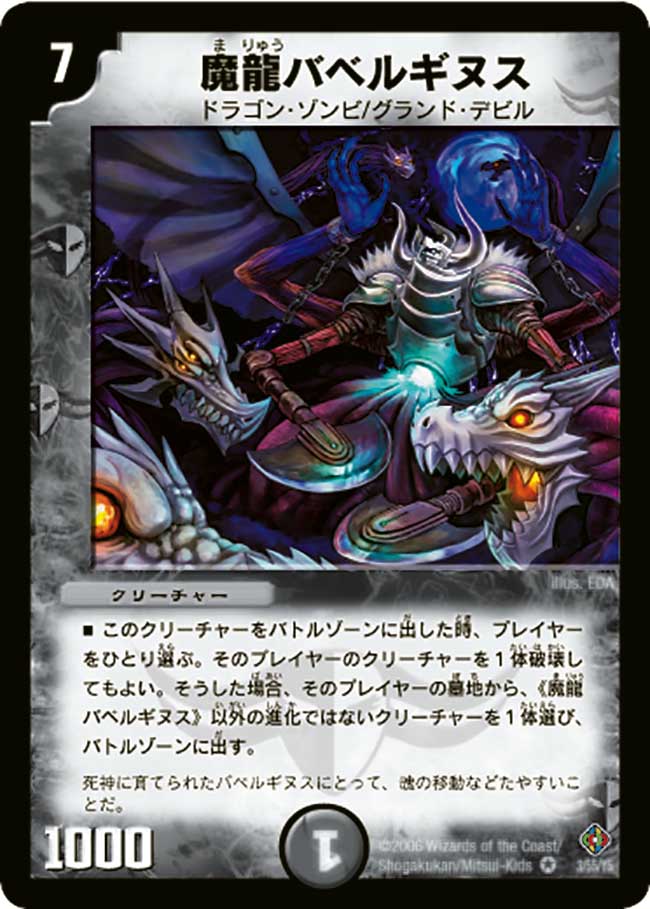 7
魔龍バベルギヌス
ま りゅう
ドラゴン・ゾンビ/グランド・デビル
illus. EDA
クリーチャー
■ このクリーチャーをバトルゾーンに出した時、プレイヤー
をひとり選ぶ。そのプレイヤーのクリーチャーを1体破壊し
てもよい。そうした場合、そのプレイヤーの墓地から、《魔龍
バベルギヌス》以外の進化ではないクリーチャーを1体選び、
バトルゾーンに出す。
死神に育てられたバベルギヌスにとって、魂の移動などたやすいこ
とだ。
1000
1
©2006 Wizards of the Coast/
Shogakukan/Mitsui-Kids
3/55/Y5